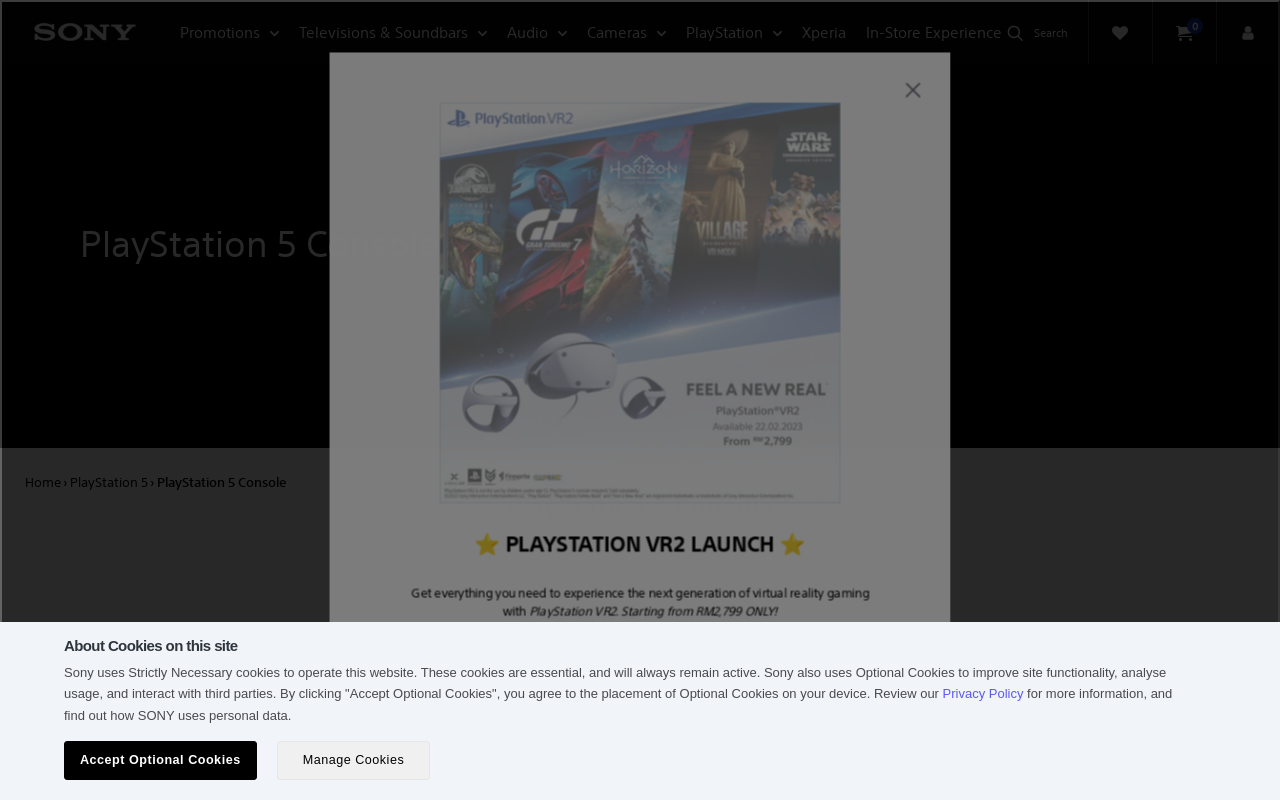 SONY
Promotions
Televisions & Soundbars
Audio
Cameras
PlayStation
Xperia
In-Store Experience
Search
0
PlayStation VR2
JURASSIC WORLD
GT
GRAN TURISMO 7
HORIZON
VILLAGE
VR MODE
STAR WARS
PlayStation 5 C
FEEL A NEW REAL
PlayStation®VR2
Available 22.02.2023
From RM2,799
Home › PlayStation 5 › PlayStation 5 Console
⭐ PLAYSTATION VR2 LAUNCH ⭐
Get everything you need to experience the next generation of virtual reality gaming
with PlayStation VR2. Starting from RM2,799 ONLY!
About Cookies on this site
Sony uses Strictly Necessary cookies to operate this website. These cookies are essential, and will always remain active. Sony also uses Optional Cookies to improve site functionality, analyse
usage, and interact with third parties. By clicking "Accept Optional Cookies", you agree to the placement of Optional Cookies on your device. Review our Privacy Policy for more information, and
find out how SONY uses personal data.
Accept Optional Cookies
Manage Cookies